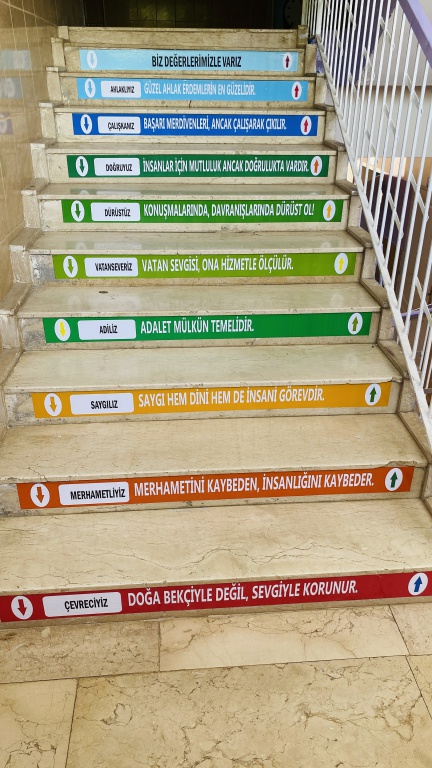 BİZ DEĞERLERİMİZLE VARIZ
AHLAKLIYIZ GÜZEL AHLAK ERDEMLERİN EN GÜZELİDİR.
ÇALIŞKANIZ BAŞARI MERDİVENLERİ, ANCAK ÇALIŞARAK ÇIKILIR.
DOĞRUYUZ İNSANLAR İÇİN MUTLULUK ANCAK DOĞRULUKTA VARDIR.
DÜRÜSTÜZ KONUŞMALARINDA, DAVRANIŞLARINDA DÜRÜST OL!
VATANSEVERİZ VATAN SEVGİSİ, ONA HİZMETLE ÖLÇÜLÜR.
ADİLİZ ADALET MÜLKÜN TEMELİDİR.
SAYGILIZ SAYGI HEM DİNİ HEM DE İNSANİ GÖREVDİR.
MERHAMETLİYİZ MERHAMETİNİ KAYBEDEN, İNSANLIĞINI KAYBEDER.
ÇEVRECİYİZ DOĞA BEKÇİYLE DEĞİL, SEVGİYLE KORUNUR.